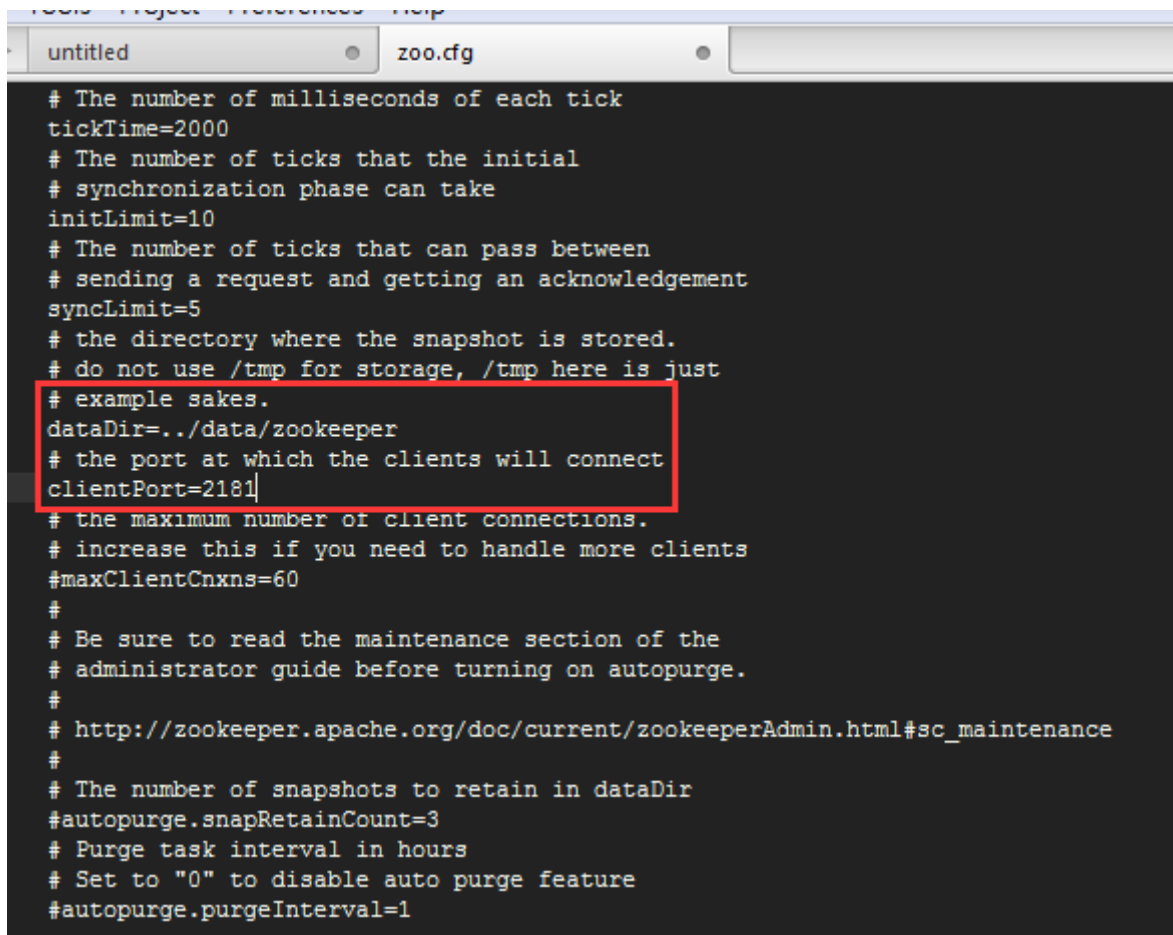 Tools Project Preferences Help
untitled
zoo.cfg
# The number of milliseconds of each tick
tickTime=2000
# The number of ticks that the initial
# synchronization phase can take
initLimit=10
# The number of ticks that can pass between
# sending a request and getting an acknowledgement
syncLimit=5
# the directory where the snapshot is stored.
# do not use /tmp for storage, /tmp here is just
# example sakes.
dataDir=../data/zookeeper
# the port at which the clients will connect
clientPort=2181
# the maximum number of client connections.
# increase this if you need to handle more clients
#maxClientCnxns=60
#
# Be sure to read the maintenance section of the
# administrator guide before turning on autopurge.
#
# http://zookeeper.apache.org/doc/current/zookeeperAdmin.html#sc_maintenance
#
# The number of snapshots to retain in dataDir
#autopurge.snapRetainCount=3
# Purge task interval in hours
# Set to "0" to disable auto purge feature
#autopurge.purgeInterval=1